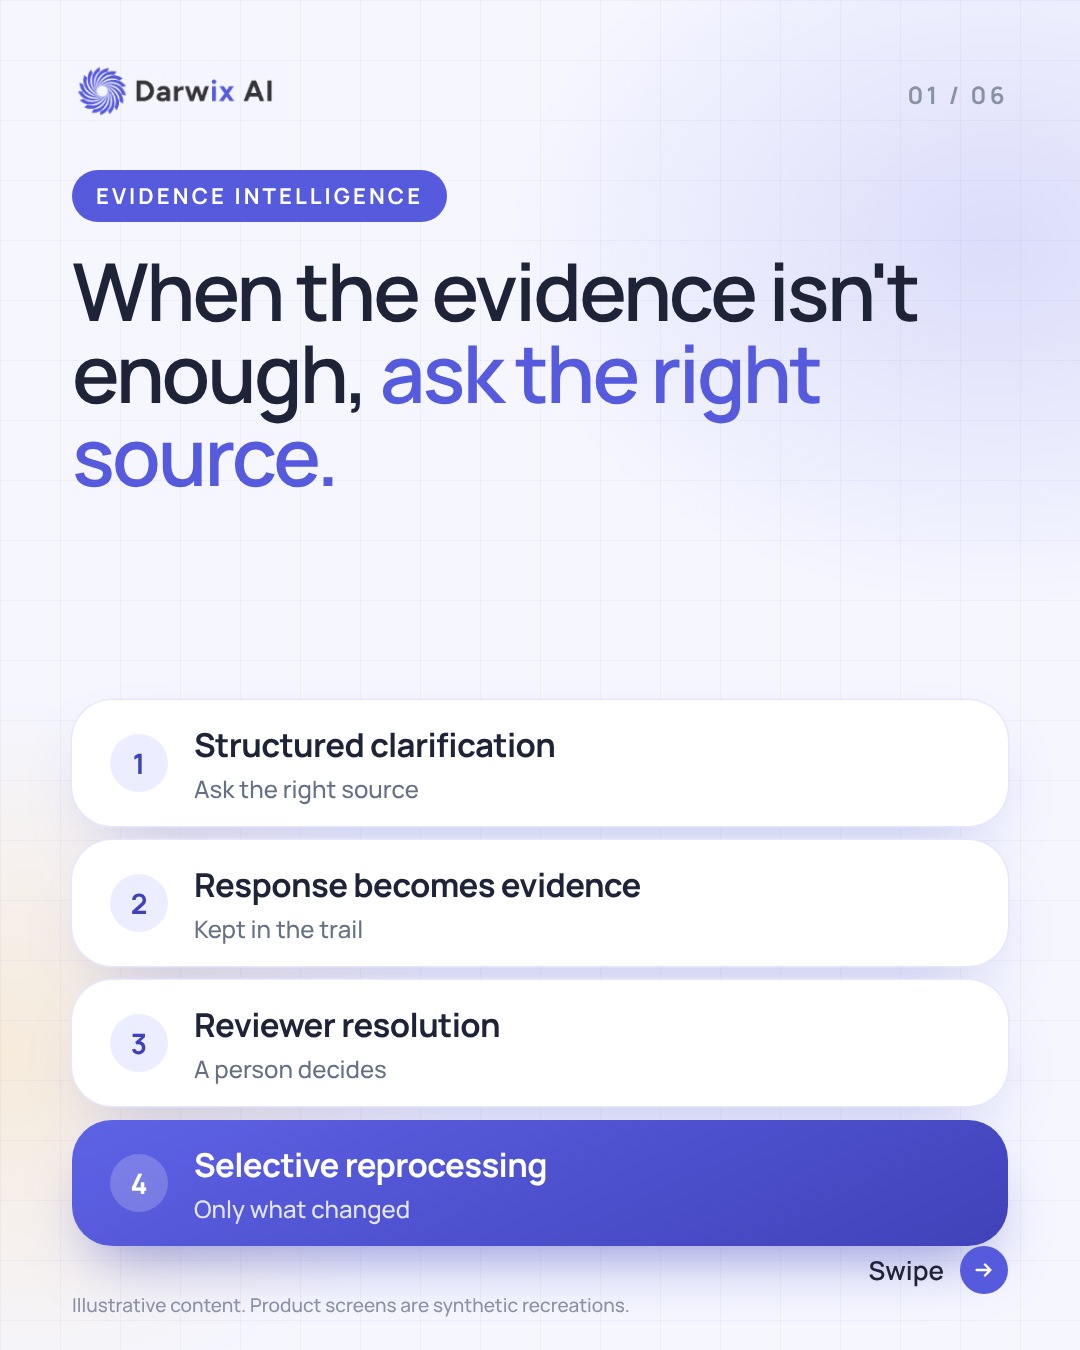 Darwix AI
01 / 06
EVIDENCE INTELLIGENCE
When the evidence isn't
enough, ask the right
source.
1
Structured clarification
Ask the right source
2
Response becomes evidence
Kept in the trail
3
Reviewer resolution
A person decides
4
Selective reprocessing
Only what changed
Swipe
Illustrative content. Product screens are synthetic recreations.